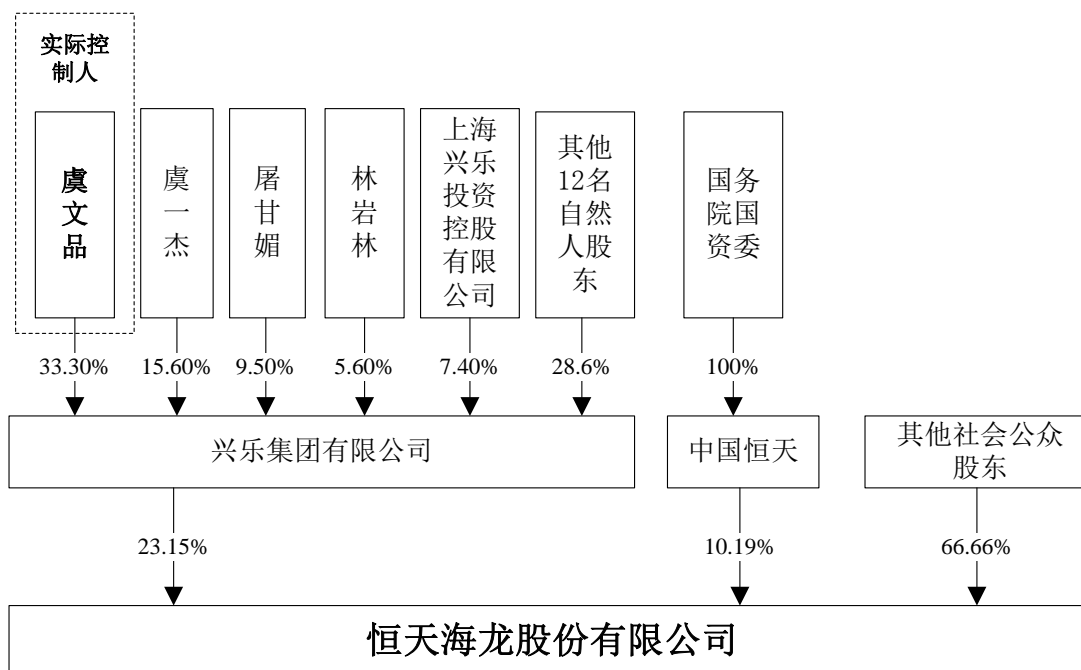 实际控
制人
虞
文
品
虞
一
杰
屠
甘
媚
林
岩
林
上海
兴乐
投资
控股
有限
公司
其他
12名
自然
人股
东
国务
院国
资委
33.30%
15.60%
9.50%
5.60%
7.40%
28.6%
100%
兴乐集团有限公司
中国恒天
其他社会公众
股东
23.15%
10.19%
66.66%
恒天海龙股份有限公司